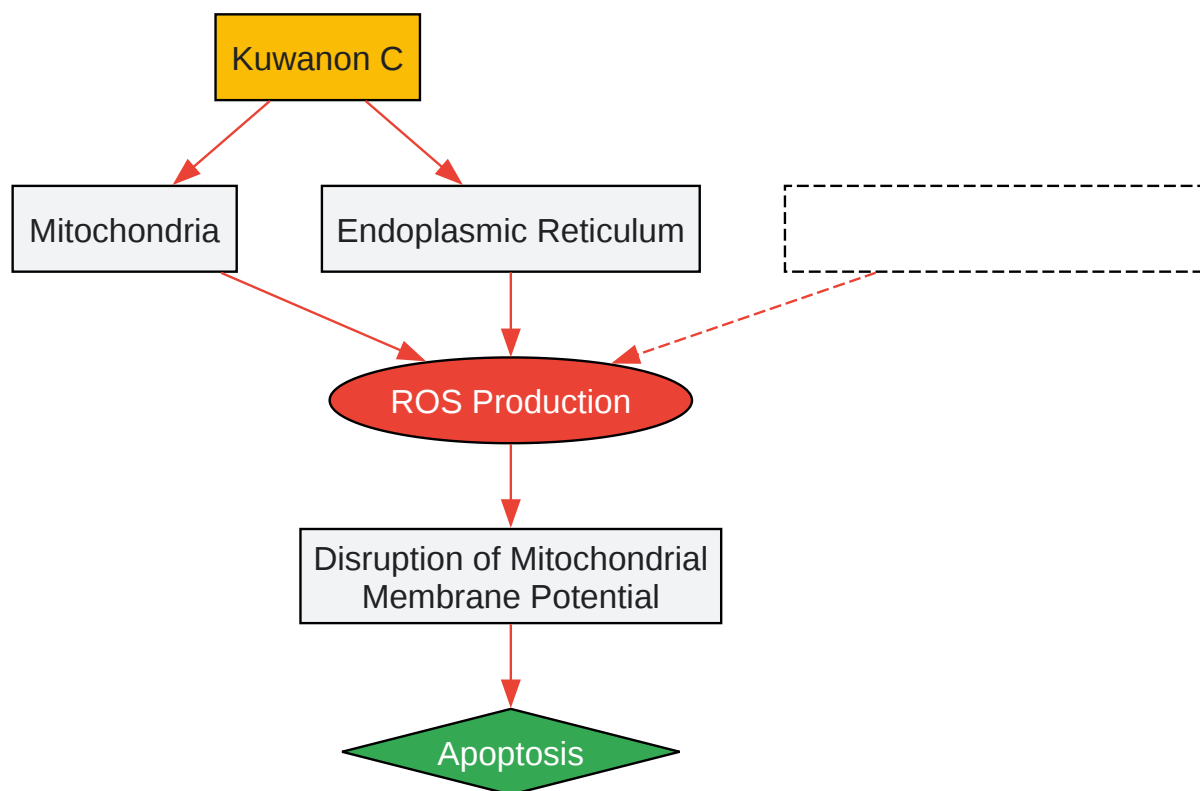 Kuwanon C
Mitochondria
Endoplasmic Reticulum
ROS Production
Disruption of Mitochondrial
Membrane Potential
Apoptosis